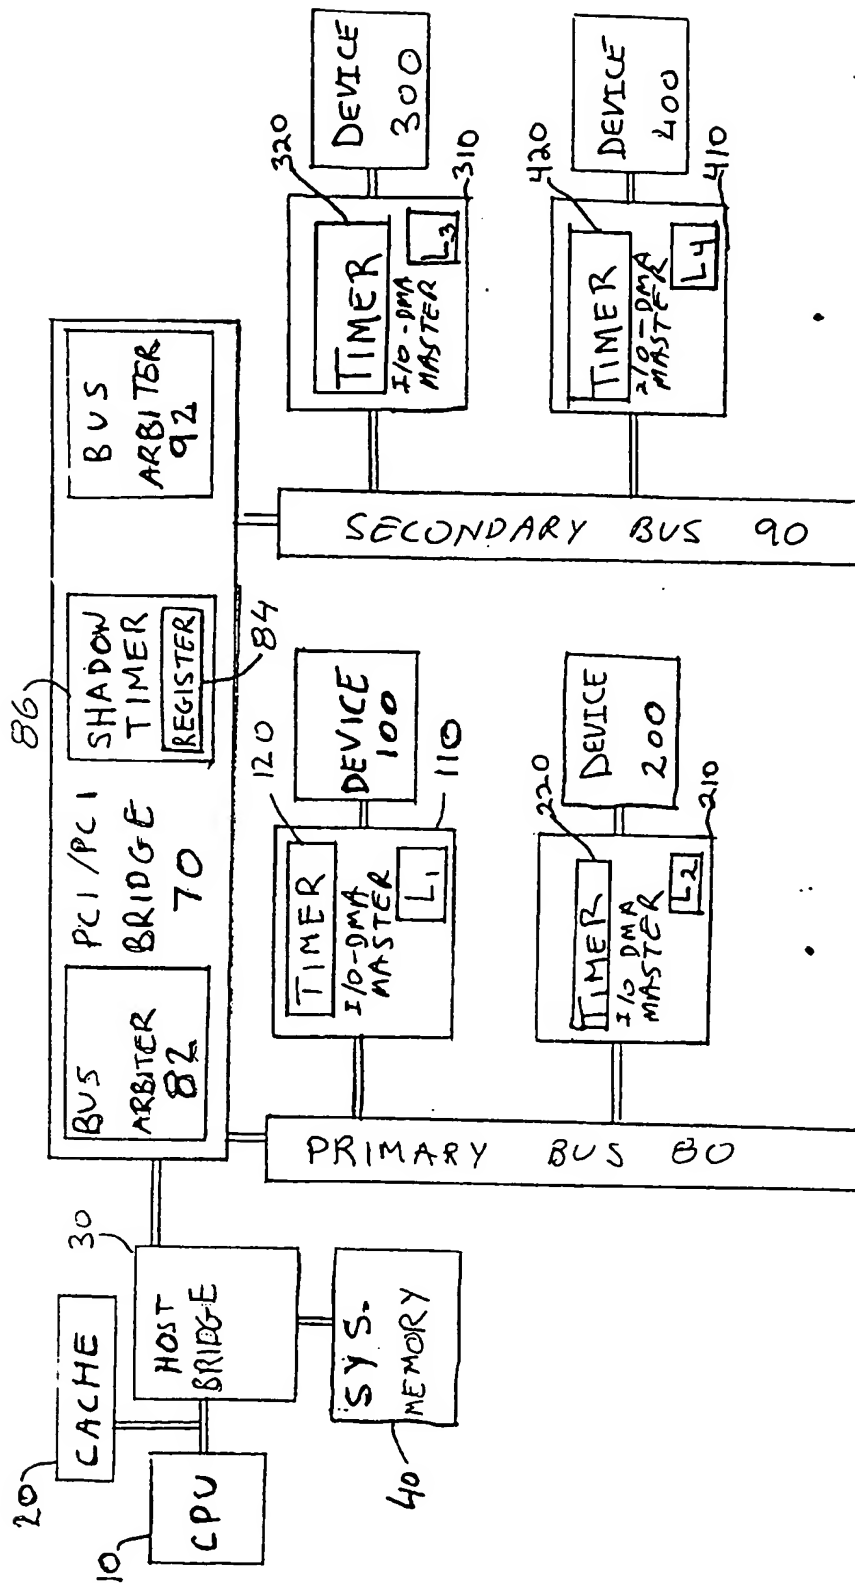 20
CACHE
10
CPU
30
HOST
BRIDGE
SYS.
MEMORY
40
BUS
ARBITER
82
PCI/PCI
BRIDGE
70
86
SHADOW
TIMER
REGISTER
84
BUS
ARBITER
92
PRIMARY BUS 80
120
TIMER
I/O-DMA
MASTER
L1
110
DEVICE
100
220
TIMER
I/O DMA
MASTER
L2
210
DEVICE
200
SECONDARY BUS 90
320
TIMER
I/O-DMA
MASTER
L3
310
DEVICE
300
420
TIMER
I/O-DMA
MASTER
L4
410
DEVICE
400